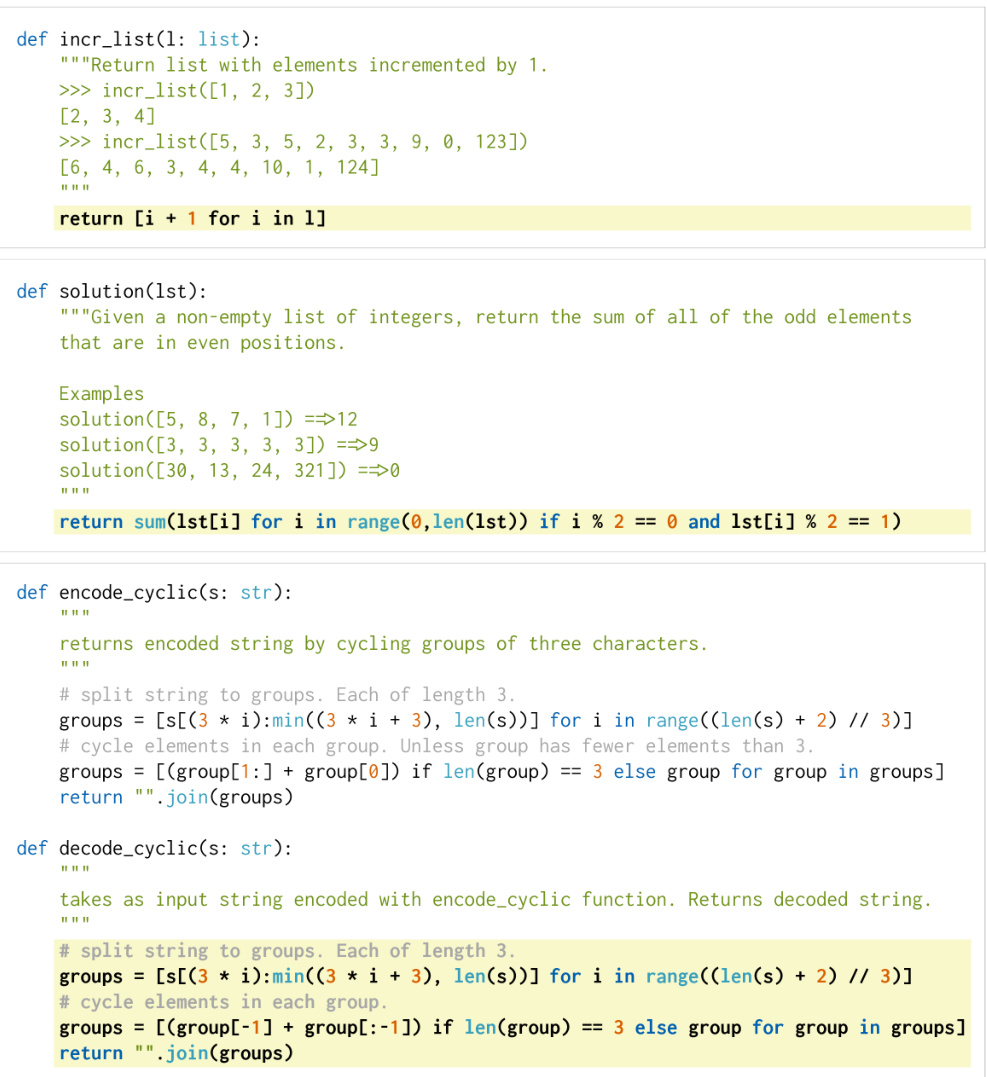 def incr_list(l: list):
    """Return list with elements incremented by 1.
    >>> incr_list([1, 2, 3])
    [2, 3, 4]
    >>> incr_list([5, 3, 5, 2, 3, 3, 9, 0, 123])
    [6, 4, 6, 3, 4, 4, 10, 1, 124]
    """
    return [i + 1 for i in l]
def solution(lst):
    """Given a non-empty list of integers, return the sum of all of the odd elements
    that are in even positions.
    Examples
    solution([5, 8, 7, 1]) ==>12
    solution([3, 3, 3, 3, 3]) ==>9
    solution([30, 13, 24, 321]) ==>0
    """
    return sum(lst[i] for i in range(0,len(lst)) if i % 2 == 0 and lst[i] % 2 == 1)
def encode_cyclic(s: str):
    """
    returns encoded string by cycling groups of three characters.
    """
    # split string to groups. Each of length 3.
    groups = [s[(3 * i):min((3 * i + 3), len(s))] for i in range((len(s) + 2) // 3)]
    # cycle elements in each group. Unless group has fewer elements than 3.
    groups = [(group[1:] + group[0]) if len(group) == 3 else group for group in groups]
    return "".join(groups)
def decode_cyclic(s: str):
    """
    takes as input string encoded with encode_cyclic function. Returns decoded string.
    """
    # split string to groups. Each of length 3.
    groups = [s[(3 * i):min((3 * i + 3), len(s))] for i in range((len(s) + 2) // 3)]
    # cycle elements in each group.
    groups = [(group[-1] + group[:-1]) if len(group) == 3 else group for group in groups]
    return "".join(groups)